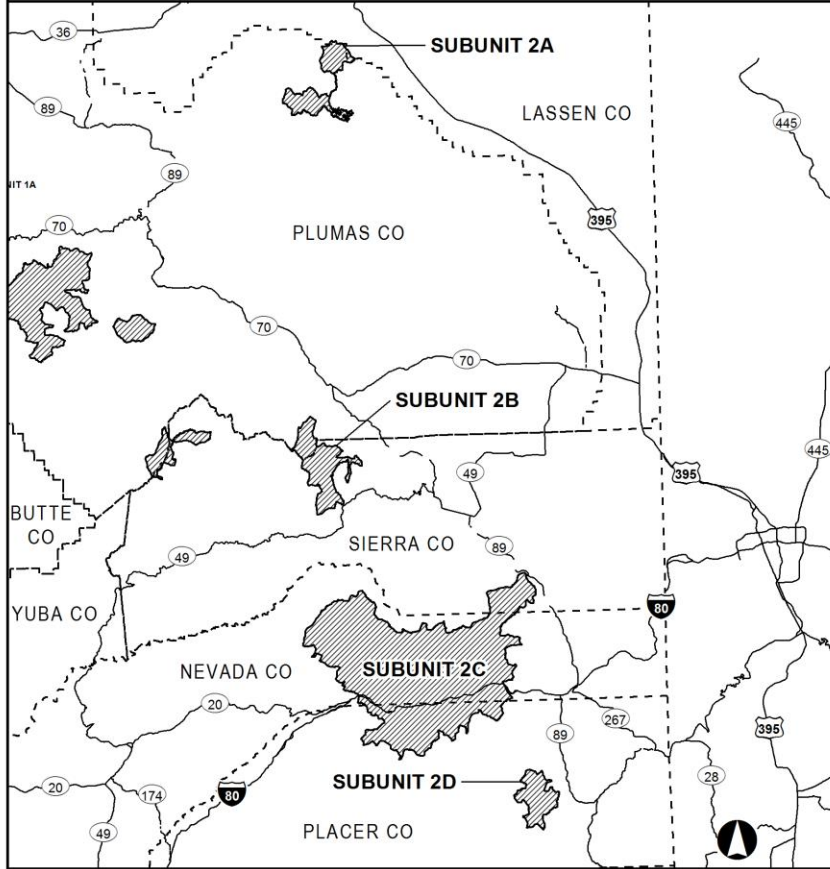 36
SUBUNIT 2A
LASSEN CO
89
445
89
NIT 1A
395
70
PLUMAS CO
70
70
SUBUNIT 2B
445
49
395
BUTTE
CO
SIERRA CO
89
49
80
YUBA CO
NEVADA CO
SUBUNIT 2C
20
267
395
89
SUBUNIT 2D
28
20
174
80
49
PLACER CO